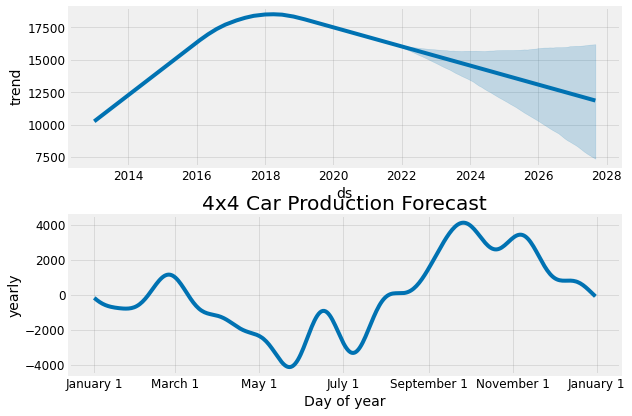 17500
15000
12500
10000
7500
trend
2014 2016 2018 2020 2022 2024 2026 2028
ds
4x4 Car Production Forecast
4000
2000
0
−2000
−4000
yearly
January 1 March 1 May 1 July 1 September 1 November 1 January 1
Day of year